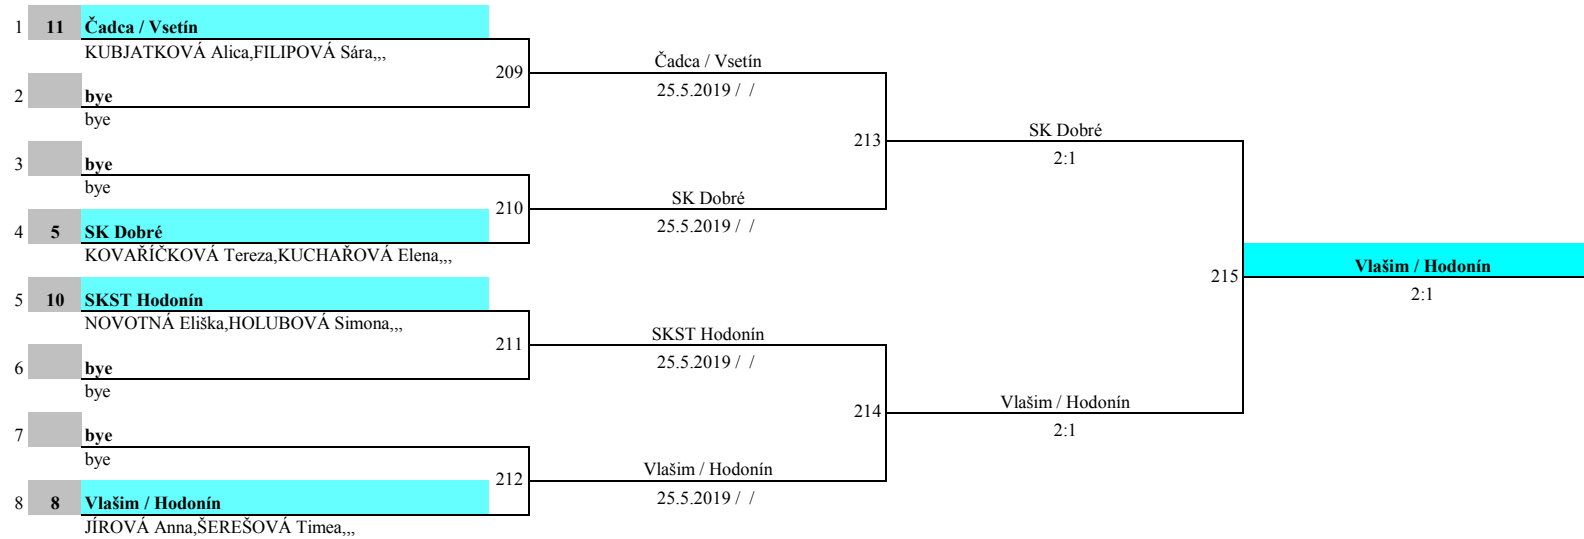 1 11 Čadca / Vsetín
KUBJATKOVÁ Alica,FILIPOVÁ Sára,,,
209
Čadca / Vsetín
2 bye
25.5.2019 / /
bye
213
SK Dobré
3 bye
2:1
bye
210
SK Dobré
4 5 SK Dobré
25.5.2019 / /
KOVAŘÍČKOVÁ Tereza,KUCHAŘOVÁ Elena,,,
215
Vlašim / Hodonín
5 10 SKST Hodonín
2:1
NOVOTNÁ Eliška,HOLUBOVÁ Simona,,,
211
SKST Hodonín
6 bye
25.5.2019 / /
bye
214
Vlašim / Hodonín
7 bye
2:1
bye
212
Vlašim / Hodonín
8 8 Vlašim / Hodonín
25.5.2019 / /
JÍROVÁ Anna,ŠEREŠOVÁ Timea,,,